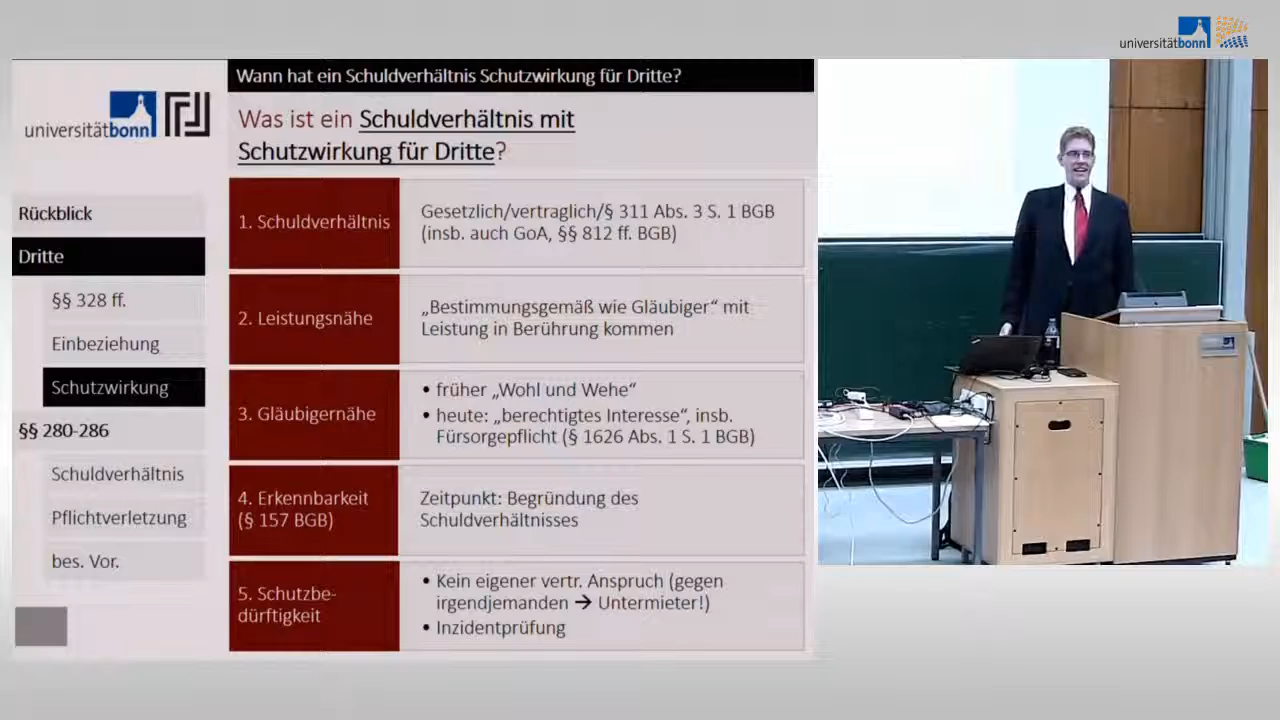 universitätbonn
Wann hat ein Schuldverhältnis Schutzwirkung für Dritte?
universitätbonn
Was ist ein Schuldverhältnis mit
Schutzwirkung für Dritte?
Rückblick
Dritte
§§ 328 ff.
Einbeziehung
Schutzwirkung
§§ 280-286
Schuldverhältnis
Pflichtverletzung
bes. Vor.
1. Schuldverhältnis
Gesetzlich/vertraglich/§ 311 Abs. 3 S. 1 BGB
(insb. auch GoA, §§ 812 ff. BGB)
2. Leistungsnähe
„Bestimmungsgemäß wie Gläubiger“ mit
Leistung in Berührung kommen
3. Gläubigernähe
• früher „Wohl und Wehe“
• heute: „berechtigtes Interesse“, insb.
Fürsorgepflicht (§ 1626 Abs. 1 S. 1 BGB)
4. Erkennbarkeit
(§ 157 BGB)
Zeitpunkt: Begründung des
Schuldverhältnisses
5. Schutzbe-
dürftigkeit
• Kein eigener vertr. Anspruch (gegen
irgendjemanden → Untermieter!)
• Inzidentprüfung